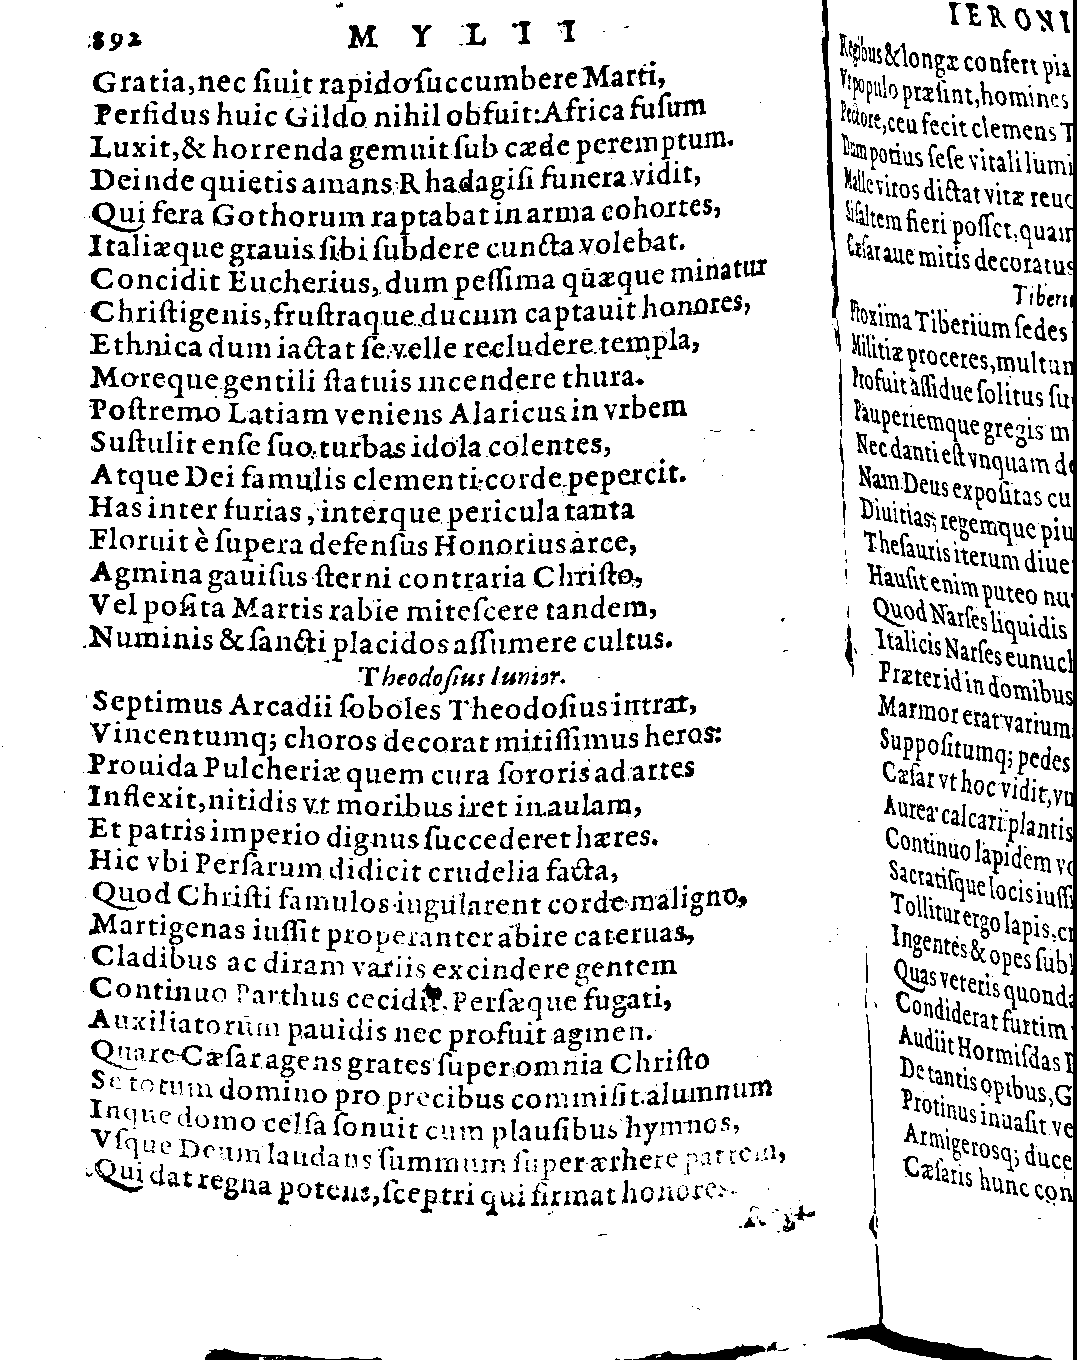 892 MYLII
Gratia, nec ſiuit rapido ſuccumbere Marti,
Perfidus huic Gildo nihil obfuit: Africa fuſum
Luxit, & horrenda gemuit ſub cæde peremptum.
Deinde quietis amans Rhadagiſi funera vidit,
Qui fera Gothorum raptabat in arma cohortes,
Italiæque grauis ſibi ſubdere cuncta volebat.
Concidit Eucherius, dum peſſima quæque minatur
Chriſtigenis, fruſtraque ducum captauit honores,
Ethnica dum iactat ſe velle recludere templa,
Moreque gentili ſtatuis incendere thura.
Poſtremo Latiam veniens Alaricus in vrbem
Suſtulit enſe ſuo turbas idola colentes,
Atque Dei famulis clementi corde pepercit.
Has inter furias, interque pericula tanta
Floruit è ſupera defenſus Honorius arce,
Agmina gauiſus ſterni contraria Chriſto,
Vel poſita Martis rabie miteſcere tandem,
Numinis & ſancti placidos aſſumere cultus.
Theodoſius Iunior.
Septimus Arcadii ſoboles Theodoſius intrat,
Vincentumq; choros decorat mitiſſimus heros:
Prouida Pulcheriæ quem cura ſororis ad artes
Inflexit, nitidis vt moribus iret in aulam,
Et patris imperio dignus ſuccederet hæres.
Hic vbi Perſarum didicit crudelia facta,
Quod Chriſti famulos iugularent corde maligno,
Martigenas iuſſit properanter abire cateruas,
Cladibus ac diram variis excindere gentem
Continuo Parthus cecidit, Perſæque fugati,
Auxiliatorum pauidis nec profuit agmen.
Quare Cæſar agens grates ſuper omnia Chriſto
Se totum domino pro precibus commiſit alumnum
Inque domo celſa ſonuit cum plauſibus hymnos,
Vſque Deum laudans ſummum ſuper æthere patrem,
Qui dat regna potens, ſceptri qui firmat honores.
IERONI
Regibus & longæ confert pia
Vt populo præſint, homines
Pectore, ceu fecit clemens T
Dum potius ſeſe vitali lumi
Malle viros dictat vitæ reuo
Si ſaltem fieri poſſet, quam
Cæſar aue mitis decoratus
Tiberi
Proxima Tiberium ſedes
Militiæ proceres, multum
Profuit aſſidue ſolitus ſu
Pauperiemque gregis m
Nec danti eſt vnquam de
Nam Deus expoſitas cu
Diuitias; regemque piu
Theſauris iterum diue
Hauſit enim puteo nu
Quod Narſes liquidis
Italicis Narſes eunuch
Præterid in domibus
Marmor erat varium
Suppoſitumq; pedes
Cæſar vt hoc vidit, vn
Aurea calcari plantis
Continuo lapidem vo
Sacratiſque locis iuſſi
Tollitur ergo lapis, cr
Ingentes & opes ſub
Quas veteris quonda
Condiderat furtim
Audiit Hormiſdas
De tantis opibus, G
Protinus inuaſit ve
Armigerosq; duce
Cæſaris hunc con